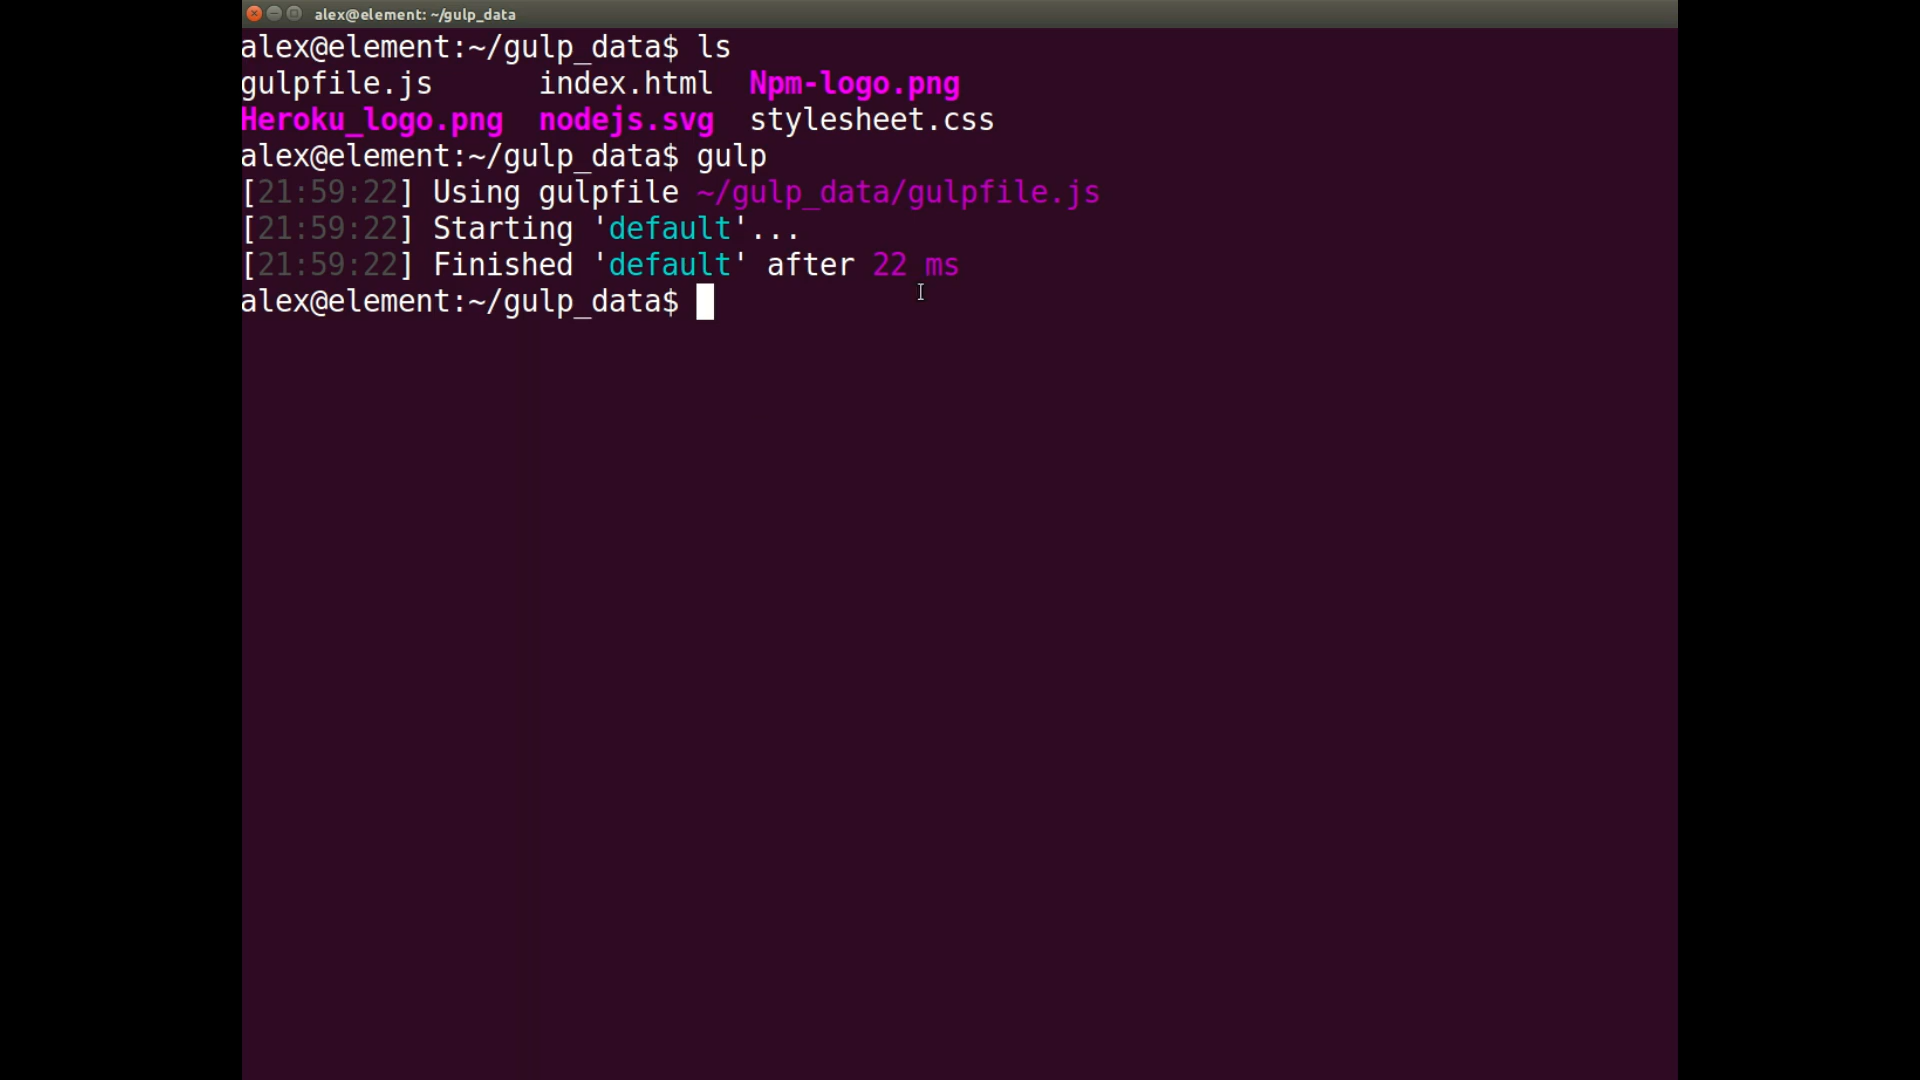 alex@element: ~/gulp_data
alex@element:~/gulp_data$ ls
gulpfile.js      index.html  Npm-logo.png
Heroku_logo.png  nodejs.svg  stylesheet.css
alex@element:~/gulp_data$ gulp
[21:59:22] Using gulpfile ~/gulp_data/gulpfile.js
[21:59:22] Starting 'default'...
[21:59:22] Finished 'default' after 22 ms
alex@element:~/gulp_data$